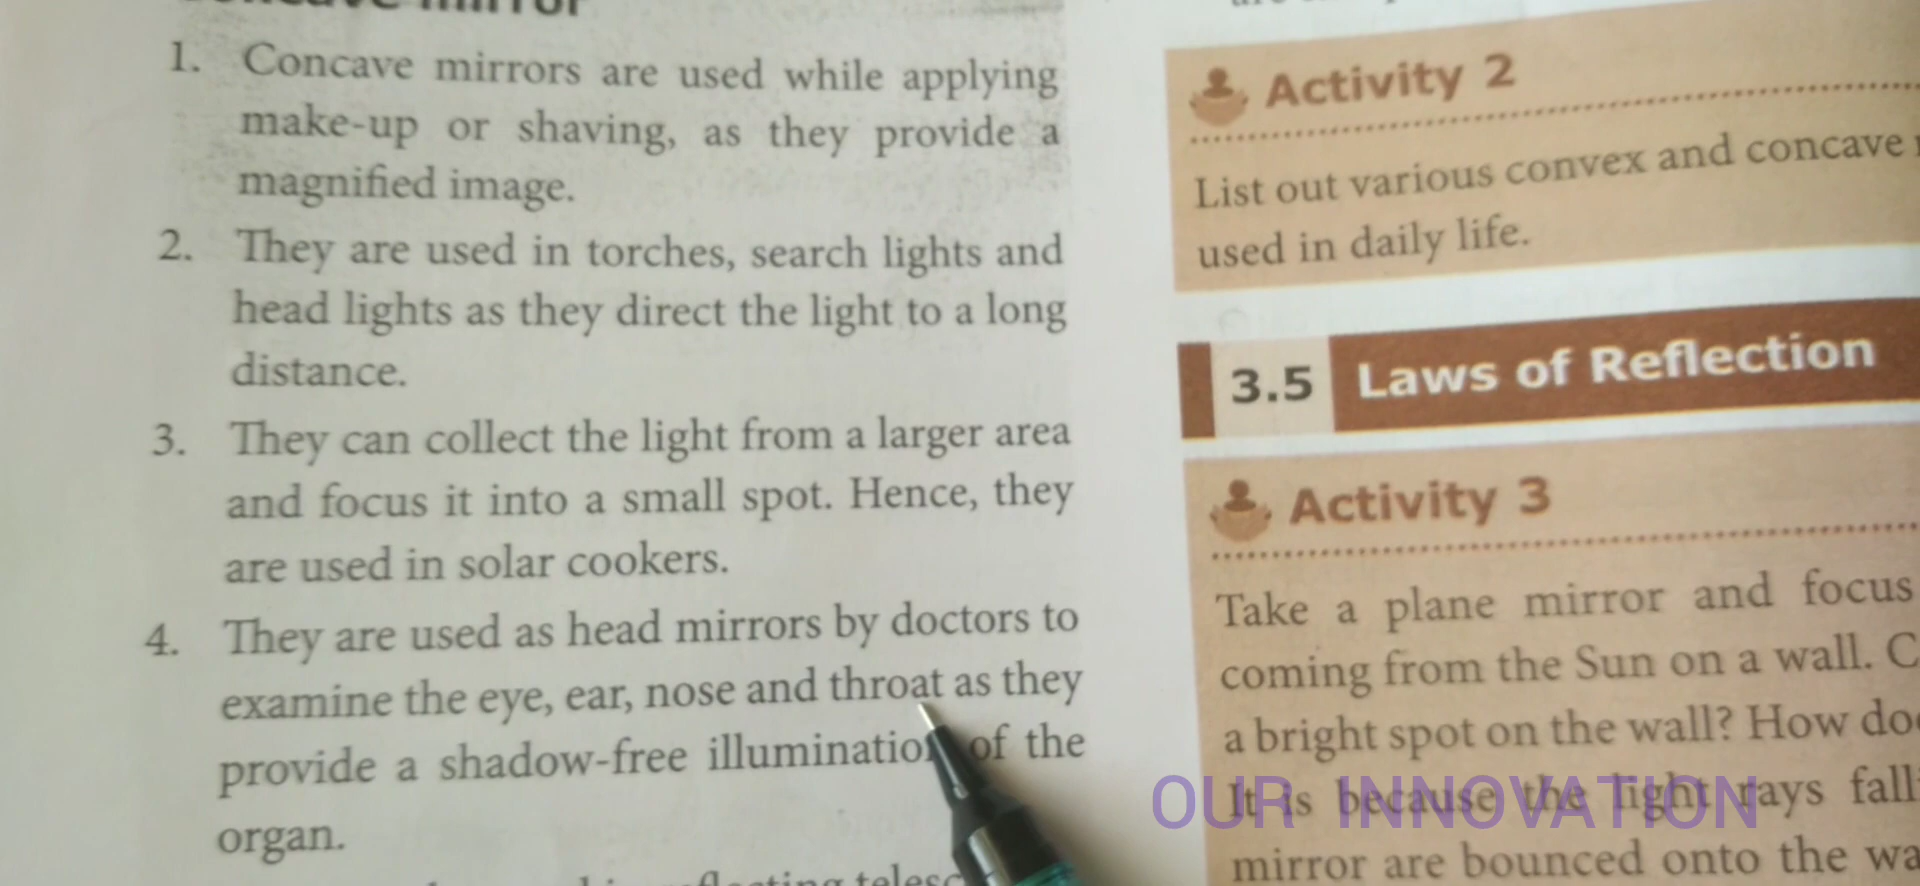 1. Concave mirrors are used while applying
make-up or shaving, as they provide a
magnified image.
2. They are used in torches, search lights and
head lights as they direct the light to a long
distance.
3. They can collect the light from a larger area
and focus it into a small spot. Hence, they
are used in solar cookers.
4. They are used as head mirrors by doctors to
examine the eye, ear, nose and throat as they
provide a shadow-free illumination of the
organ.
Activity 2
List out various convex and concave
used in daily life.
3.5 Laws of Reflection
Activity 3
Take a plane mirror and focus
coming from the Sun on a wall. C
a bright spot on the wall? How
It is because the light rays
mirror are bounced onto the
OUR INNOVATION